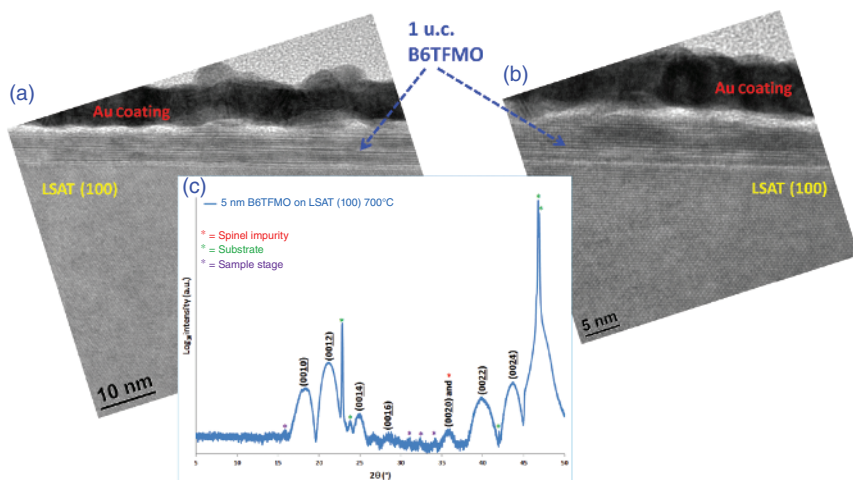 1 u.c.
B6TFMO
(a)
Au coating
LSAT (100)
10 nm
(b)
Au coating
LSAT (100)
5 nm
(c)
5 nm B6TFMO on LSAT (100) 700°C
* = Spinel impurity
* = Substrate
* = Sample stage
Log₁₀ intensity (a.u.)
(0010)
(0012)
(0014)
(0016)
(0020) and *
(0022)
(0024)
5 10 15 20 25 30 35 40 45 50
2Θ (°)